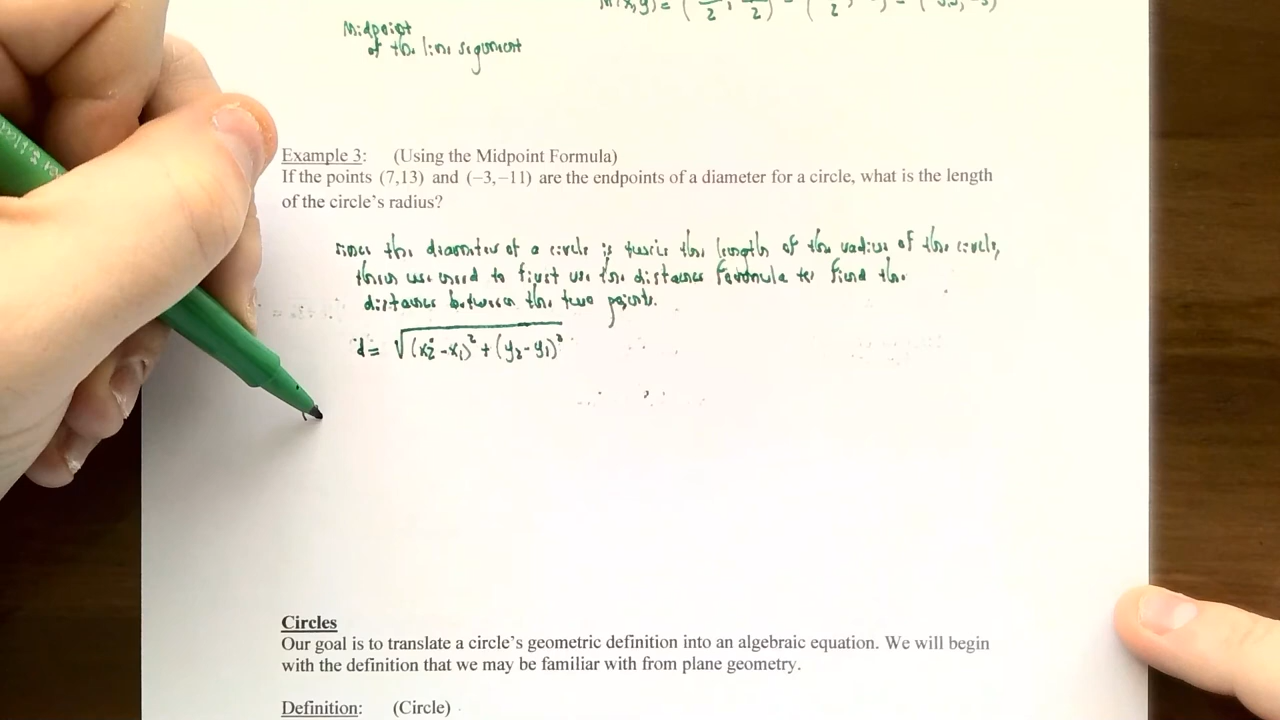 M(x,y) = (
Midpoint
of the line segment
Example 3: (Using the Midpoint Formula)
If the points (7,13) and (−3,−11) are the endpoints of a diameter for a circle, what is the length
of the circle's radius?
since the diameter of a circle is twice the length of the radius of the circle,
then we need to first use the distance formula to find the
distance between the two points.
d = √(x₂ - x₁)² + (y₂ - y₁)²
Circles
Our goal is to translate a circle's geometric definition into an algebraic equation. We will begin
with the definition that we may be familiar with from plane geometry.
Definition: (Circle)